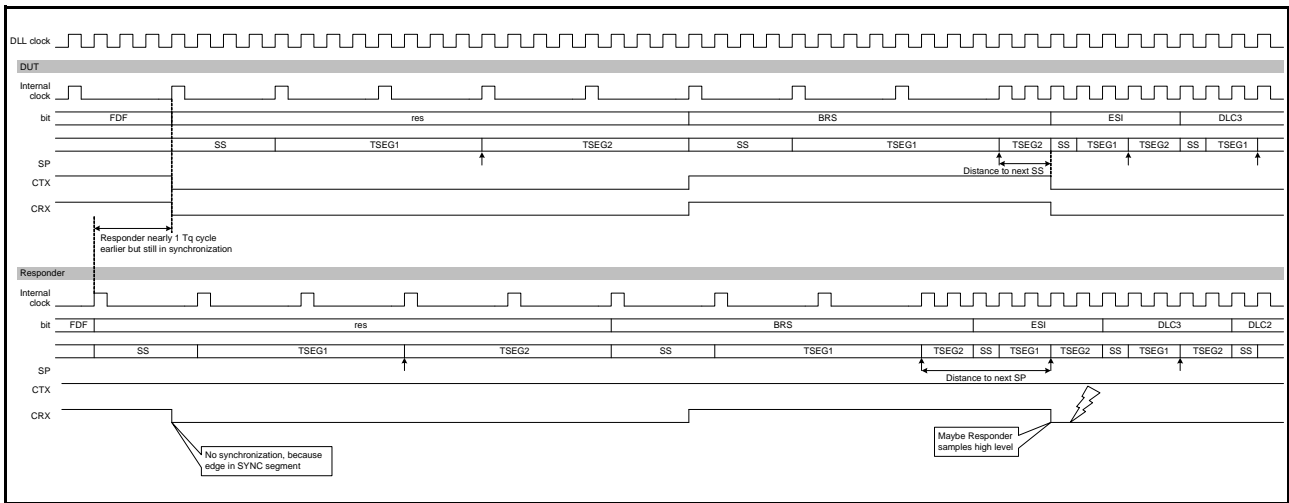 DLL clock
DUT
Internal
clock
bit FDF res BRS ESI DLC3
SS TSEG1 TSEG2 SS TSEG1 TSEG2 SS TSEG1 TSEG2 SS TSEG1
SP
Distance to next SS
CTX
CRX
Responder nearly 1 Tq cycle
earlier but still in synchronization
Responder
Internal
clock
bit FDF res BRS ESI DLC3 DLC2
SS TSEG1 TSEG2 SS TSEG1 TSEG2 SS TSEG1 TSEG2 SS TSEG1 TSEG2 SS
SP
Distance to next SP
CTX
CRX
Maybe Responder
samples high level
No synchronization, because
edge in SYNC segment